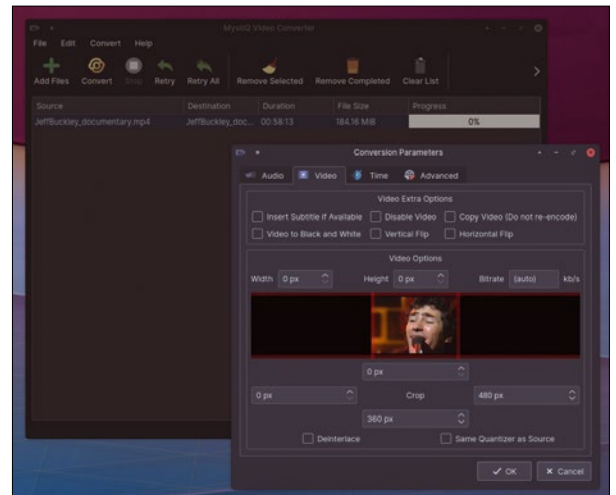 MystiQ Video Converter
File Edit Convert Help
Add Files Convert Stop Retry Retry All Remove Selected Remove Completed Clear List
Source Destination Duration File Size Progress
JeffBuckley_documentary.mp4 JeffBuckley_doc... 00:58:13 184.16 MiB 0%
Conversion Parameters
Audio Video Time Advanced
Video Extra Options
Insert Subtitle If Available Disable Video Copy Video (Do not re-encode)
Video to Black and White Vertical Flip Horizontal Flip
Video Options
Width 0 px Height 0 px Bitrate (auto) kb/s
0 px
0 px Crop 480 px
360 px
Deinterlace Same Quantizer as Source
OK Cancel